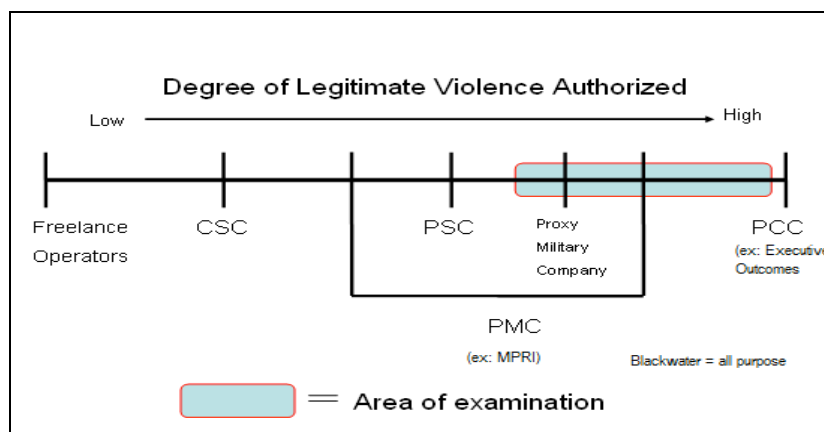 Degree of Legitimate Violence Authorized
Low
High
Freelance
Operators
CSC
PSC
Proxy
Military
Company
PCC
(ex: Executive
Outcomes
PMC
(ex: MPRI)
Blackwater = all purpose
= Area of examination